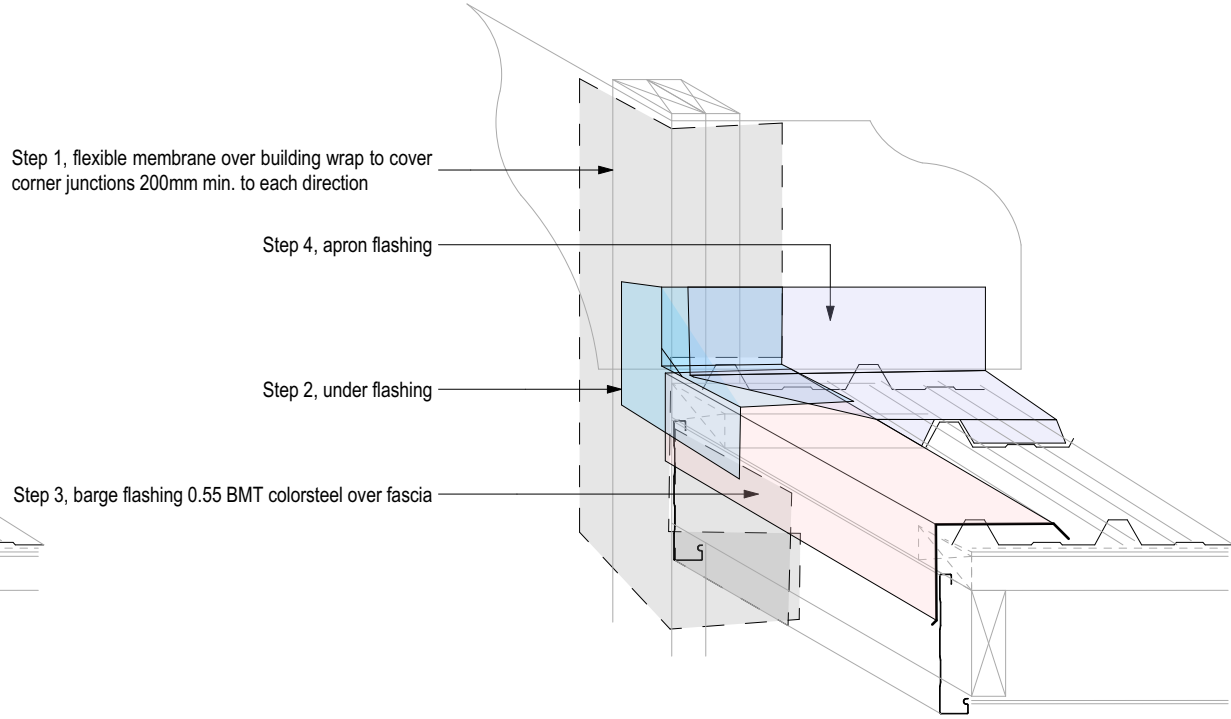 Step 1, flexible membrane over building wrap to cover
corner junctions 200mm min. to each direction
Step 4, apron flashing
Step 2, under flashing
Step 3, barge flashing 0.55 BMT colorsteel over fascia